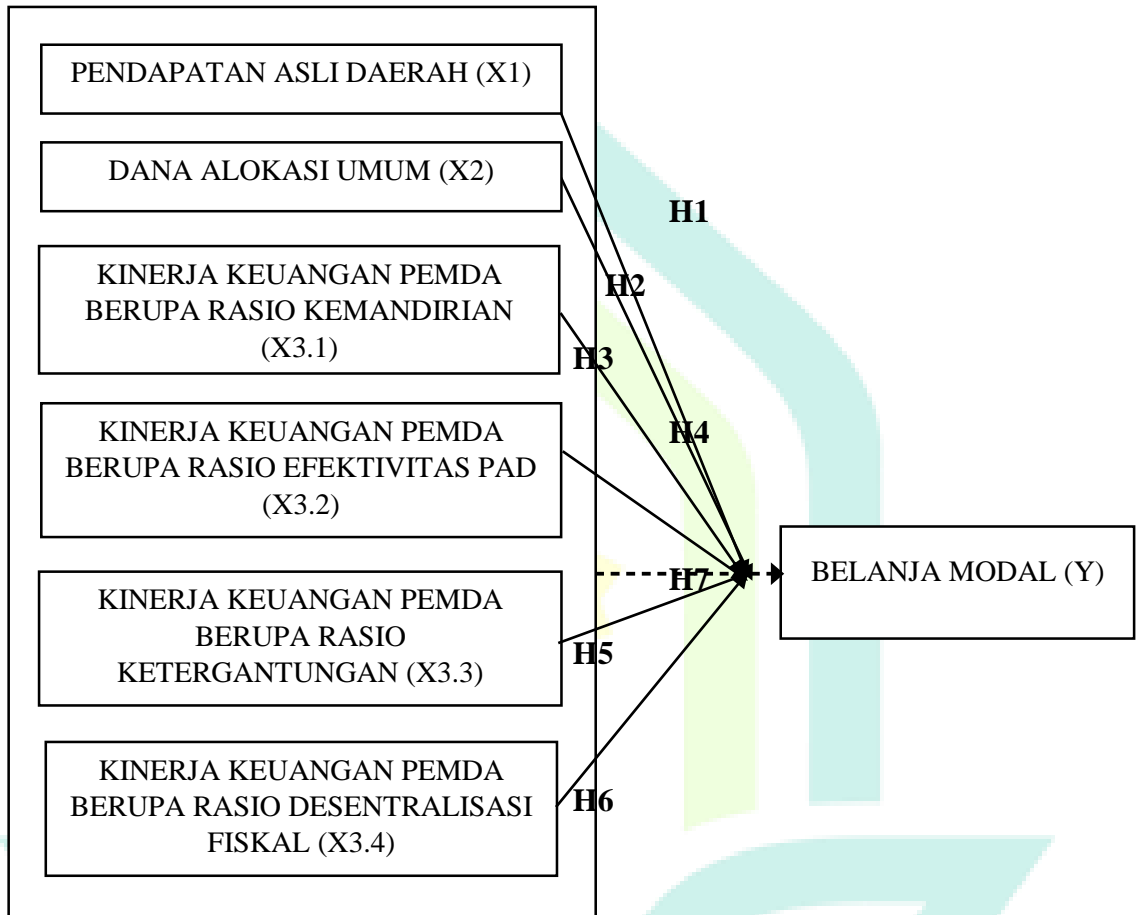 PENDAPATAN ASLI DAERAH (X1)
DANA ALOKASI UMUM (X2)
KINERJA KEUANGAN PEMDA
BERUPA RASIO KEMANDIRIAN
(X3.1)
KINERJA KEUANGAN PEMDA
BERUPA RASIO EFEKTIVITAS PAD
(X3.2)
KINERJA KEUANGAN PEMDA
BERUPA RASIO
KETERGANTUNGAN (X3.3)
KINERJA KEUANGAN PEMDA
BERUPA RASIO DESENTRALISASI
FISKAL (X3.4)
H1
H2
H3
H4
H7
H5
H6
BELANJA MODAL (Y)